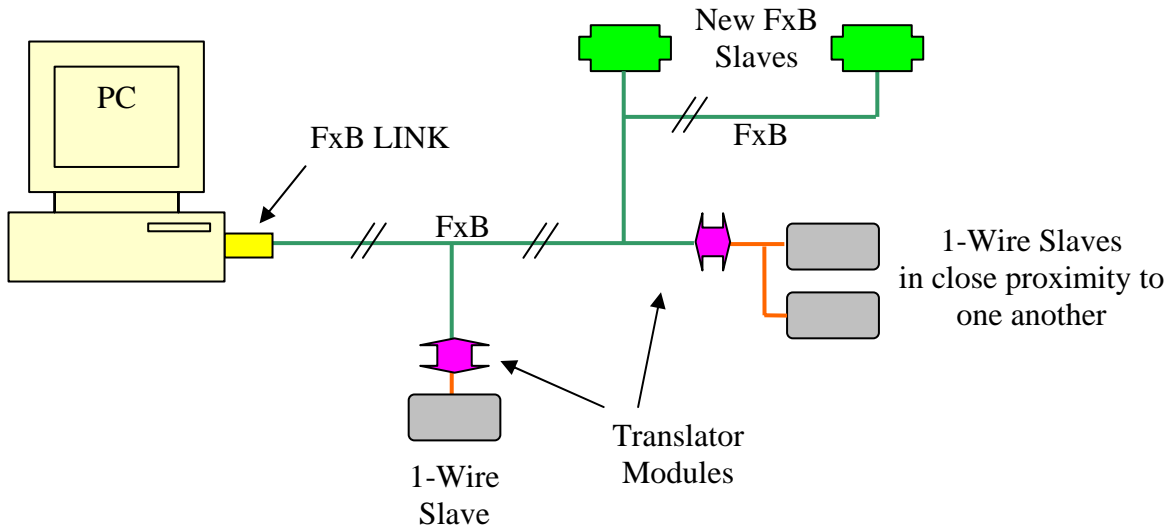 New FxB
Slaves
PC
FxB LINK
FxB
FxB
1-Wire Slaves
in close proximity to
one another
Translator
Modules
1-Wire
Slave